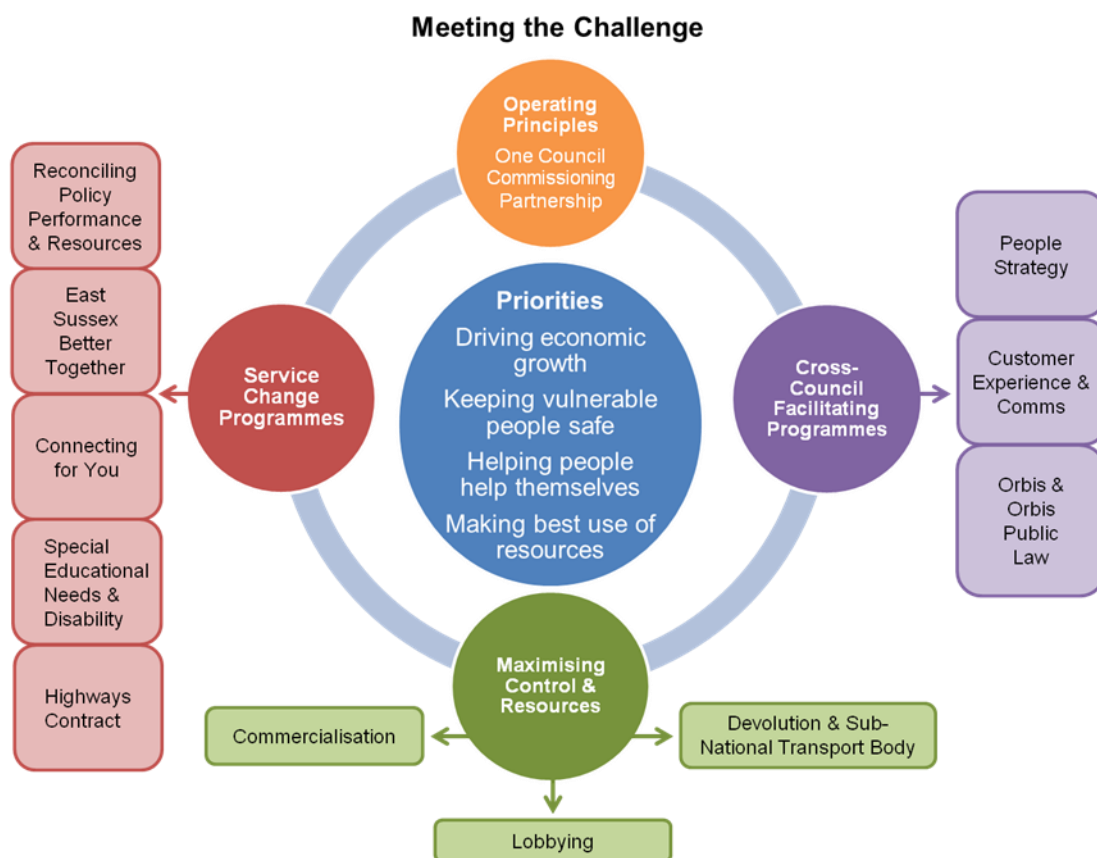 Meeting the Challenge
Operating
Principles
One Council
Commissioning
Partnership
Reconciling
Policy
Performance
& Resources
East
Sussex
Better
Together
Connecting
for You
Special
Educational
Needs &
Disability
Highways
Contract
Service
Change
Programmes
Priorities
Driving economic
growth
Keeping vulnerable
people safe
Helping people
help themselves
Making best use of
resources
Cross-
Council
Facilitating
Programmes
People
Strategy
Customer
Experience &
Comms
Orbis &
Orbis
Public
Law
Maximising
Control &
Resources
Commercialisation
Devolution & Sub-
National Transport Body
Lobbying